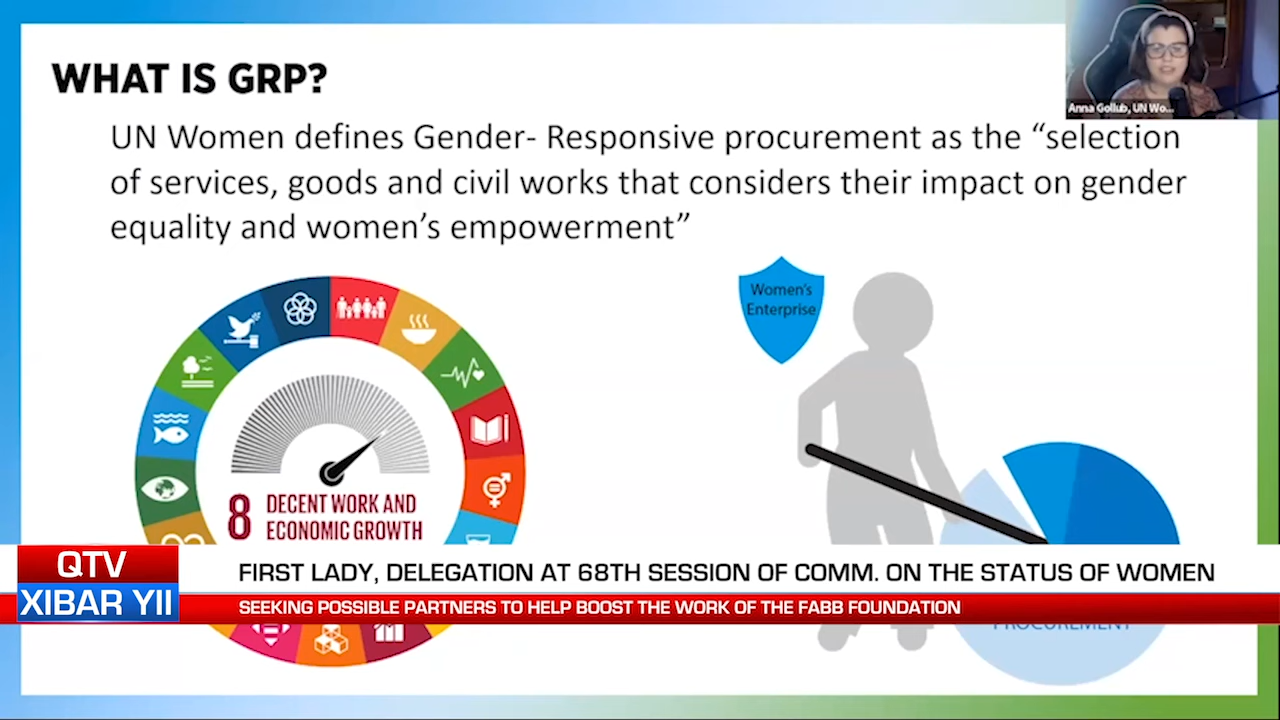 WHAT IS GRP?
Anna Gollub, UN Wo...
UN Women defines Gender- Responsive procurement as the “selection
of services, goods and civil works that considers their impact on gender
equality and women’s empowerment”
Women's
Enterprise
8 DECENT WORK AND
ECONOMIC GROWTH
QTV
XIBAR YII
FIRST LADY, DELEGATION AT 68TH SESSION OF COMM. ON THE STATUS OF WOMEN
SEEKING POSSIBLE PARTNERS TO HELP BOOST THE WORK OF THE FABB FOUNDATION
PROCUREMENT